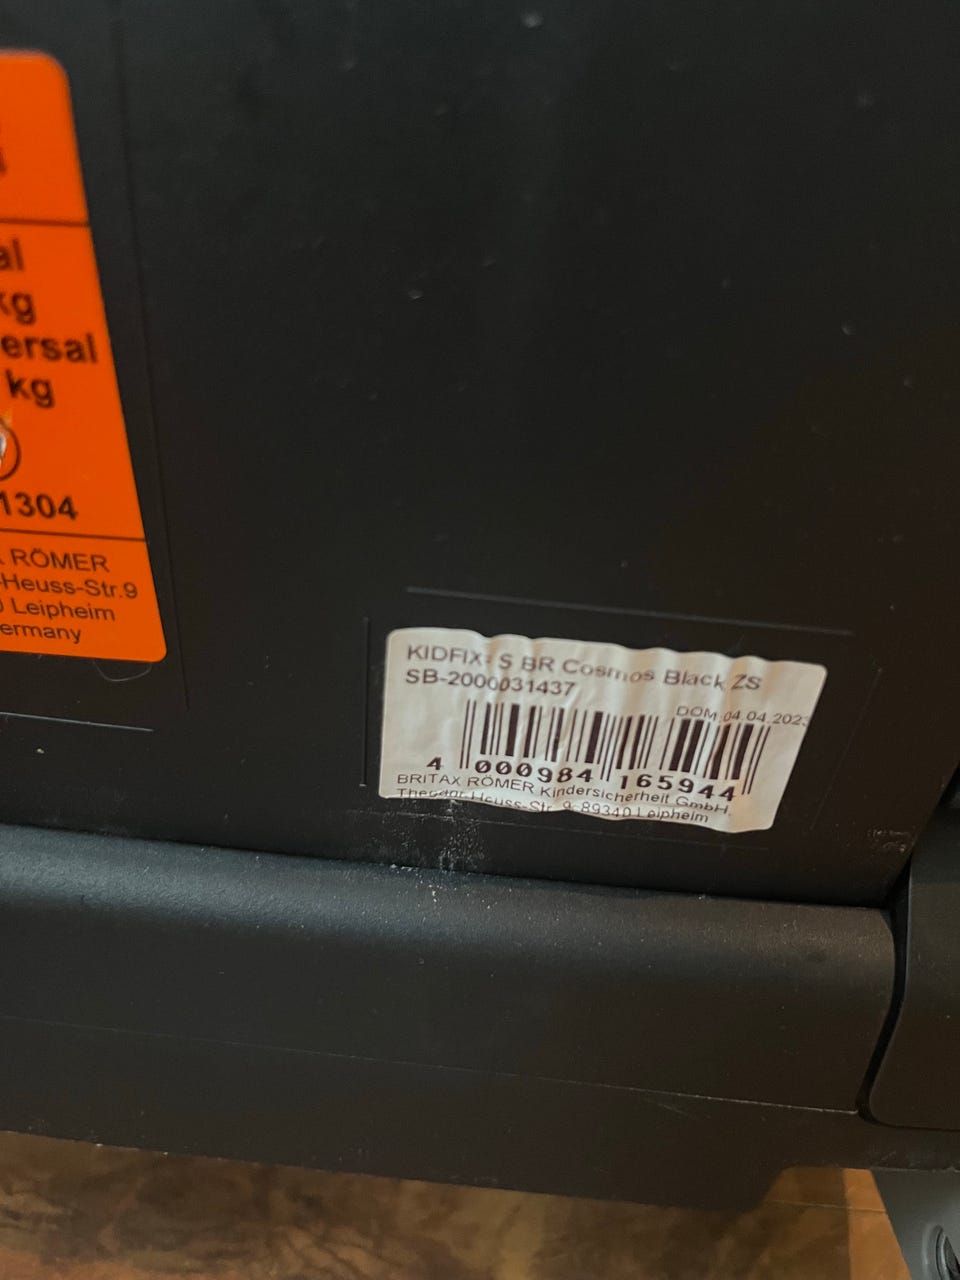 al
kg
ersal
kg
1304
RÖMER
-Heuss-Str.9
Leipheim
ermany
KIDFIX² S BR Cosmos Black ZS
SB-2000031437
DOM 04.04.2023
4 000984 165944
BRITAX RÖMER Kindersicherheit GmbH,
Theodor-Heuss-Str. 9, 89340 Leipheim